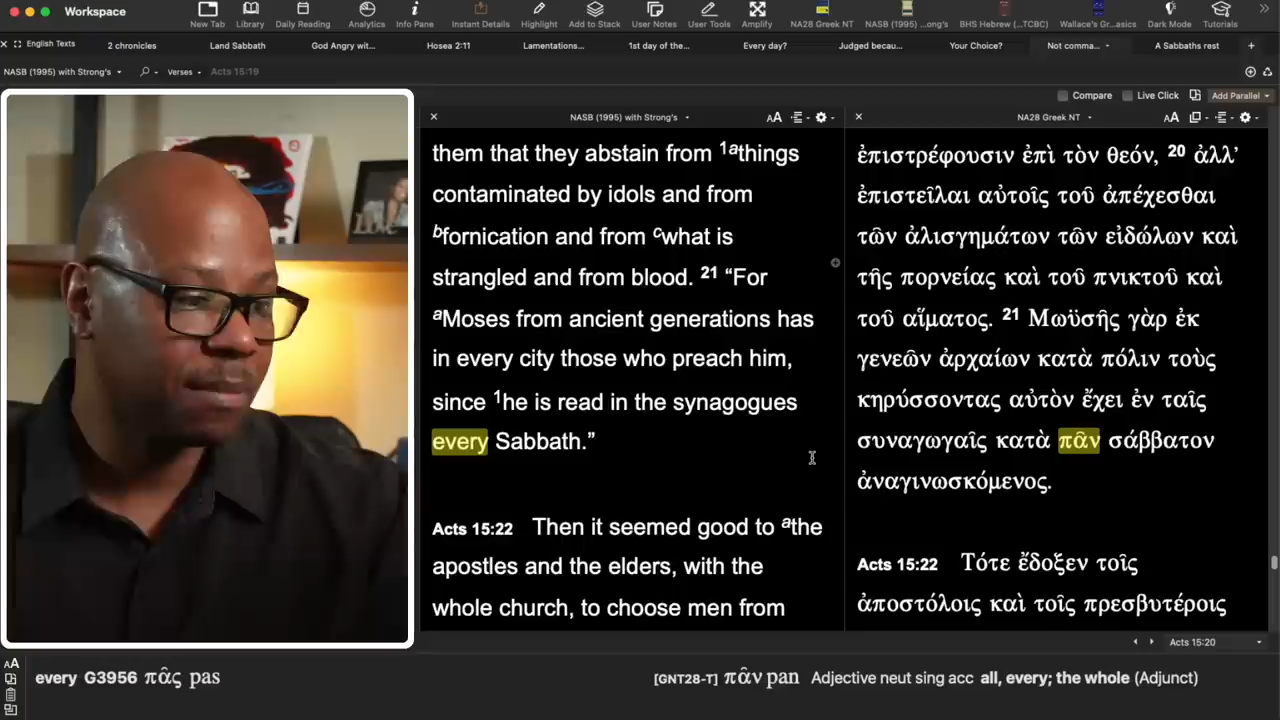 Workspace
New Tab
Library
Daily Reading
Analytics
Info Pane
Instant Details
Highlight
Add to Stack
User Notes
User Tools
Amplify
NA28 Greek NT
NASB (1995) ...ong's
BHS Hebrew (...TCBC)
Wallace's Gr...asics
Dark Mode
Tutorials
English Texts
2 chronicles
Land Sabbath
God Angry wit...
Hosea 2:11
Lamentations...
1st day of the...
Every day?
Judged becau...
Your Choice?
Not comma...
A Sabbaths rest
NASB (1995) with Strong's
Verses
Acts 15:19
Compare
Live Click
Add Parallel
NASB (1995) with Strong's
AA
them that they abstain from 1athings
contaminated by idols and from
bfornication and from cwhat is
strangled and from blood. 21 “For
aMoses from ancient generations has
in every city those who preach him,
since 1he is read in the synagogues
every Sabbath.”
Acts 15:22 Then it seemed good to athe
apostles and the elders, with the
whole church, to choose men from
NA28 Greek NT
AA
ἐπιστρέφουσιν ἐπὶ τὸν θεόν, 20 ἀλλʼ
ἐπιστεῖλαι αὐτοῖς τοῦ ἀπέχεσθαι
τῶν ἀλισγημάτων τῶν εἰδώλων καὶ
τῆς πορνείας καὶ τοῦ πνικτοῦ καὶ
τοῦ αἵματος. 21 Μωϋσῆς γὰρ ἐκ
γενεῶν ἀρχαίων κατὰ πόλιν τοὺς
κηρύσσοντας αὐτὸν ἔχει ἐν ταῖς
συναγωγαῖς κατὰ πᾶν σάββατον
ἀναγινωσκόμενος.
Acts 15:22 Τότε ἔδοξεν τοῖς
ἀποστόλοις καὶ τοῖς πρεσβυτέροις
Acts 15:20
LOVE
AA
every G3956 πᾶς pas
[GNT28-T] πᾶν pan Adjective neut sing acc all, every; the whole (Adjunct)